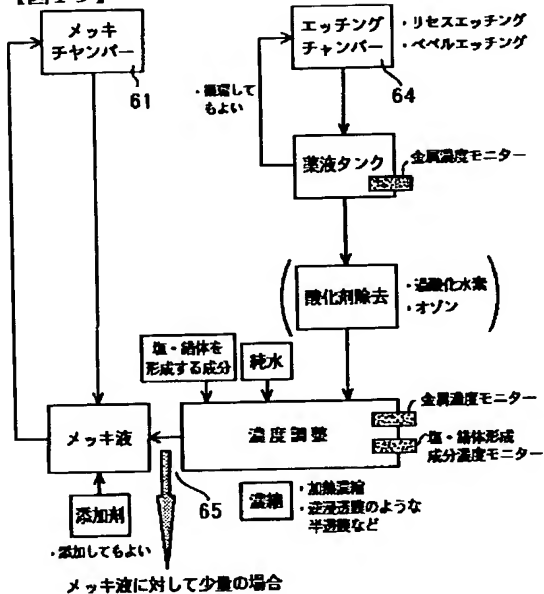 メッキ
チャンバー
61
エッチング
チャンバー
・リセスエッチング
・ベベルエッチング
64
・循環して
もよい
薬液タンク
金属濃度モニター
酸化剤除去
・過酸化水素
・オゾン
塩・錯体を
形成する成分
純水
金属濃度モニター
メッキ液
濃度調整
塩・錯体形成
成分濃度モニター
65
濃縮
・加熱濃縮
・逆浸透膜のような
半透膜など
添加剤
・添加してもよい
メッキ液に対して少量の場合